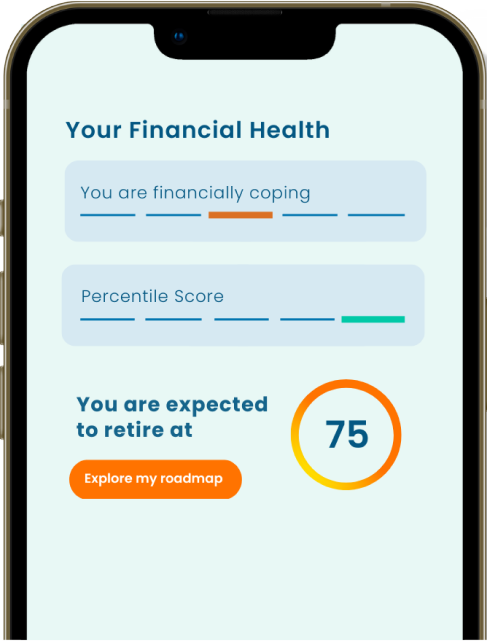 Your Financial Health
You are financially coping
Percentile Score
You are expected
to retire at
75
Explore my roadmap